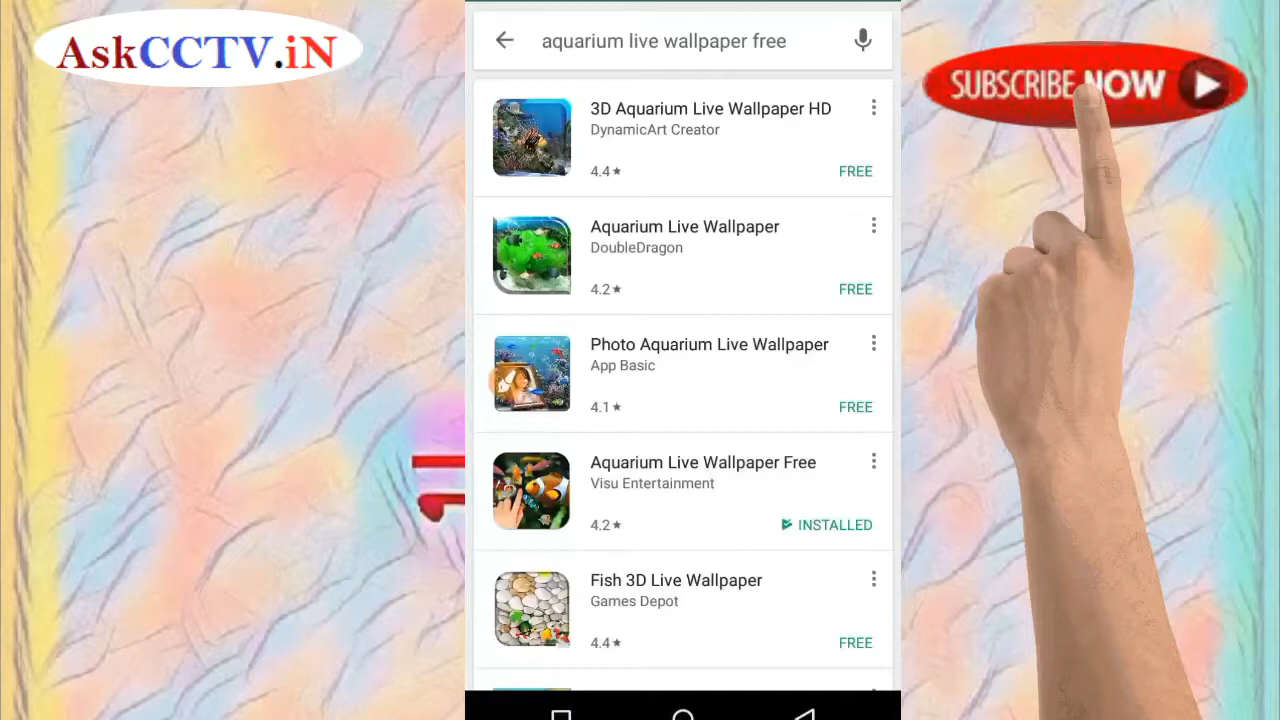 AskCCTV.iN
aquarium live wallpaper free
SUBSCRIBE NOW
3D Aquarium Live Wallpaper HD
DynamicArt Creator
4.4★
FREE
Aquarium Live Wallpaper
DoubleDragon
4.2★
FREE
Photo Aquarium Live Wallpaper
App Basic
4.1★
FREE
Aquarium Live Wallpaper Free
Visu Entertainment
4.2★
INSTALLED
Fish 3D Live Wallpaper
Games Depot
4.4★
FREE